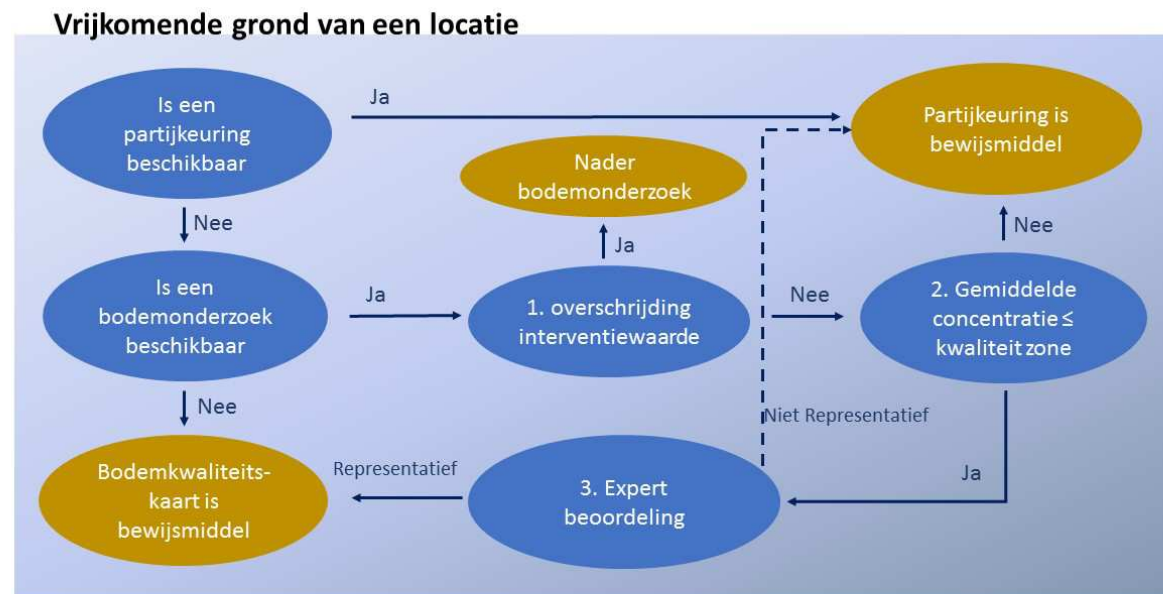 Vrijkomende grond van een locatie
Is een
partijkeuring
beschikbaar
Ja
Partijkeuring is
bewijsmiddel
Nader
bodemonderzoek
Nee
Ja
Nee
Is een
bodemonderzoek
beschikbaar
Ja
1. overschrijding
interventiewaarde
Nee
2. Gemiddelde
concentratie ≤
kwaliteit zone
Nee
Niet Representatief
Bodemkwaliteits-
kaart is
bewijsmiddel
Representatief
3. Expert
beoordeling
Ja